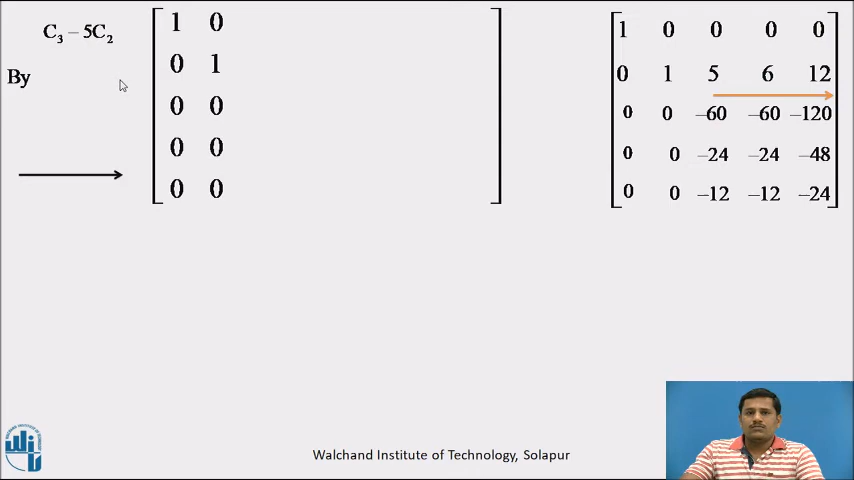 C₃ – 5C₂
By
1 0
0 1
0 0
0 0
0 0
1 0 0 0 0
0 1 5 6 12
0 0 –60 –60 –120
0 0 –24 –24 –48
0 0 –12 –12 –24
Walchand Institute of Technology, Solapur